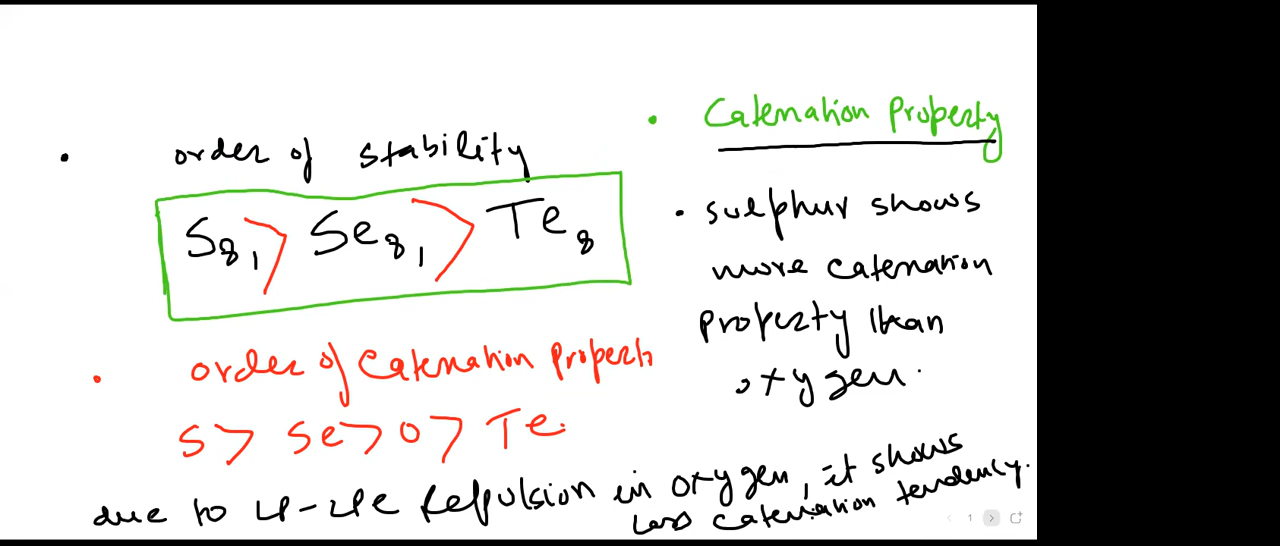 • order of stability
S8, > Se8, > Te8
• order of Catenation Property
S > Se > O > Te.
due to lp-lp repulsion in oxygen, it shows
less catenation tendency.
• Catenation Property
• sulphur shows
more catenation
property than
oxygen.
1